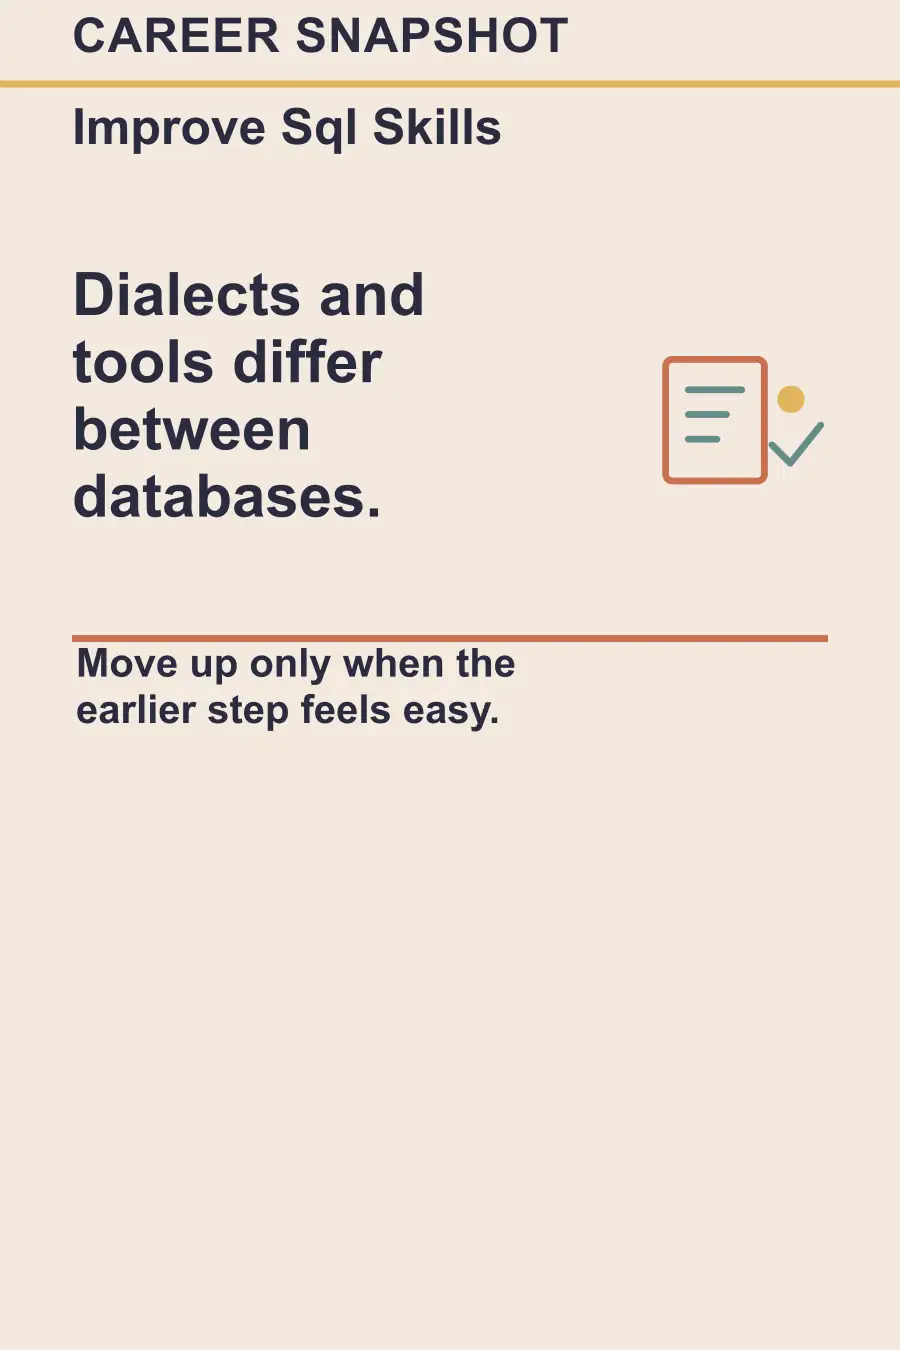 CAREER SNAPSHOT
Improve Sql Skills
Dialects and
tools differ
between
databases.
Move up only when the
earlier step feels easy.